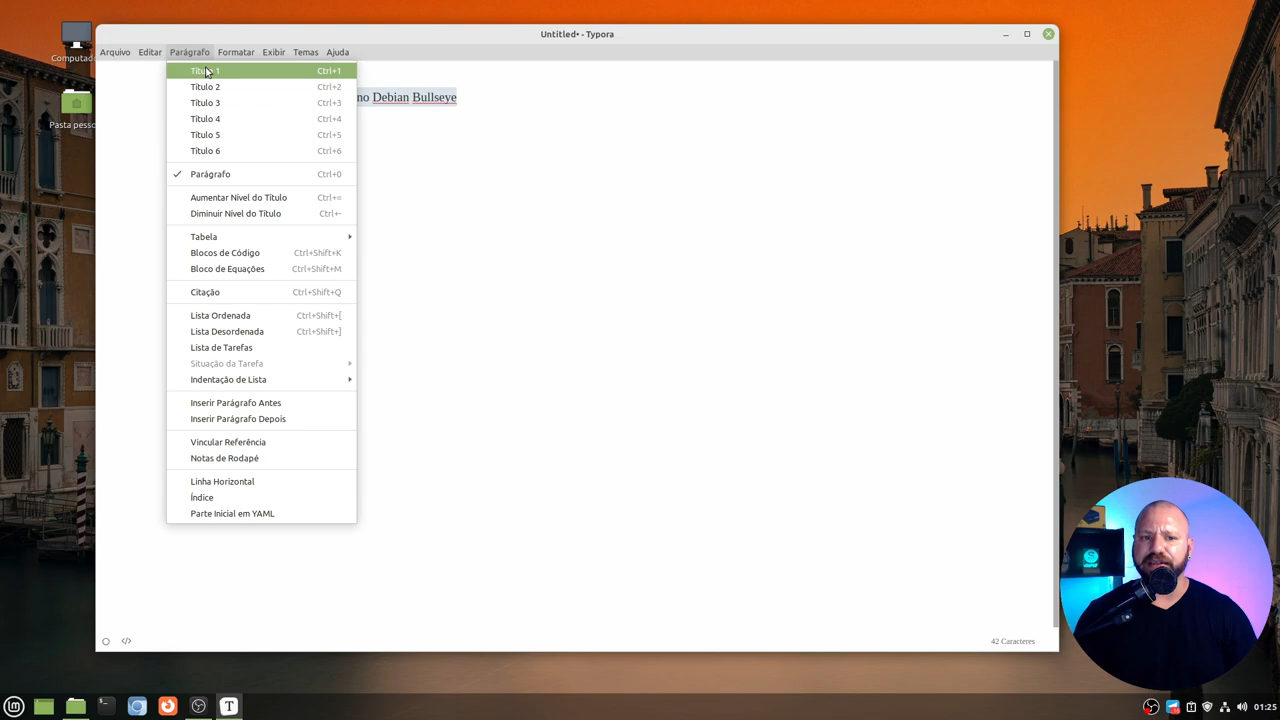 Untitled• - Typora
Computad
Arquivo Editar Parágrafo Formatar Exibir Temas Ajuda
Título 1 Ctrl+1
Título 2 Ctrl+2
no Debian Bullseye
Título 3 Ctrl+3
Título 4 Ctrl+4
Pasta pesso
Título 5 Ctrl+5
Título 6 Ctrl+6
Parágrafo Ctrl+0
Aumentar Nível do Título Ctrl+=
Diminuir Nível do Título Ctrl+-
Tabela
Blocos de Código Ctrl+Shift+K
Bloco de Equações Ctrl+Shift+M
Citação Ctrl+Shift+Q
Lista Ordenada Ctrl+Shift+[
Lista Desordenada Ctrl+Shift+]
Lista de Tarefas
Situação da Tarefa
Indentação de Lista
Inserir Parágrafo Antes
Inserir Parágrafo Depois
Vincular Referência
Notas de Rodapé
Linha Horizontal
Índice
Parte Inicial em YAML
</> 42 Caracteres
T 01:25